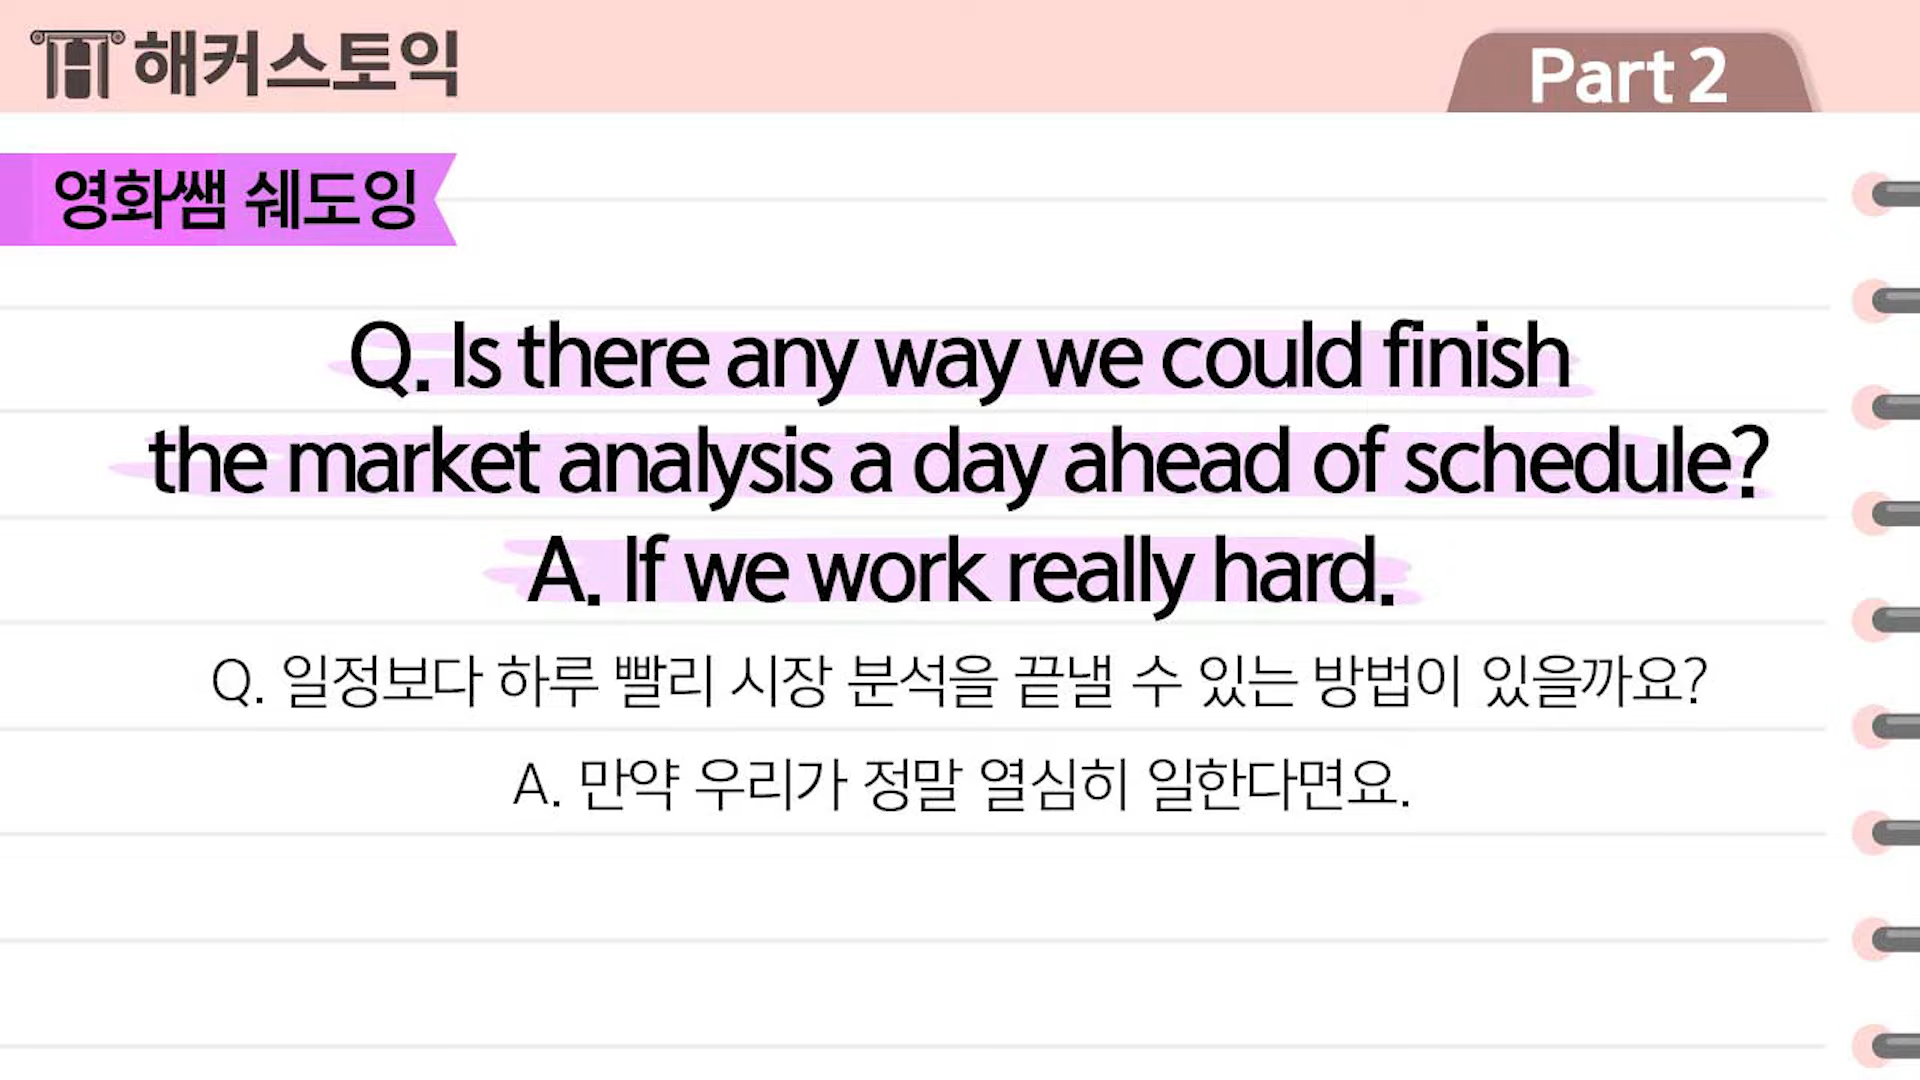 해커스토익
Part 2
영화쌤 쉐도잉
Q. Is there any way we could finish
the market analysis a day ahead of schedule?
A. If we work really hard.
Q. 일정보다 하루 빨리 시장 분석을 끝낼 수 있는 방법이 있을까요?
A. 만약 우리가 정말 열심히 일한다면요.